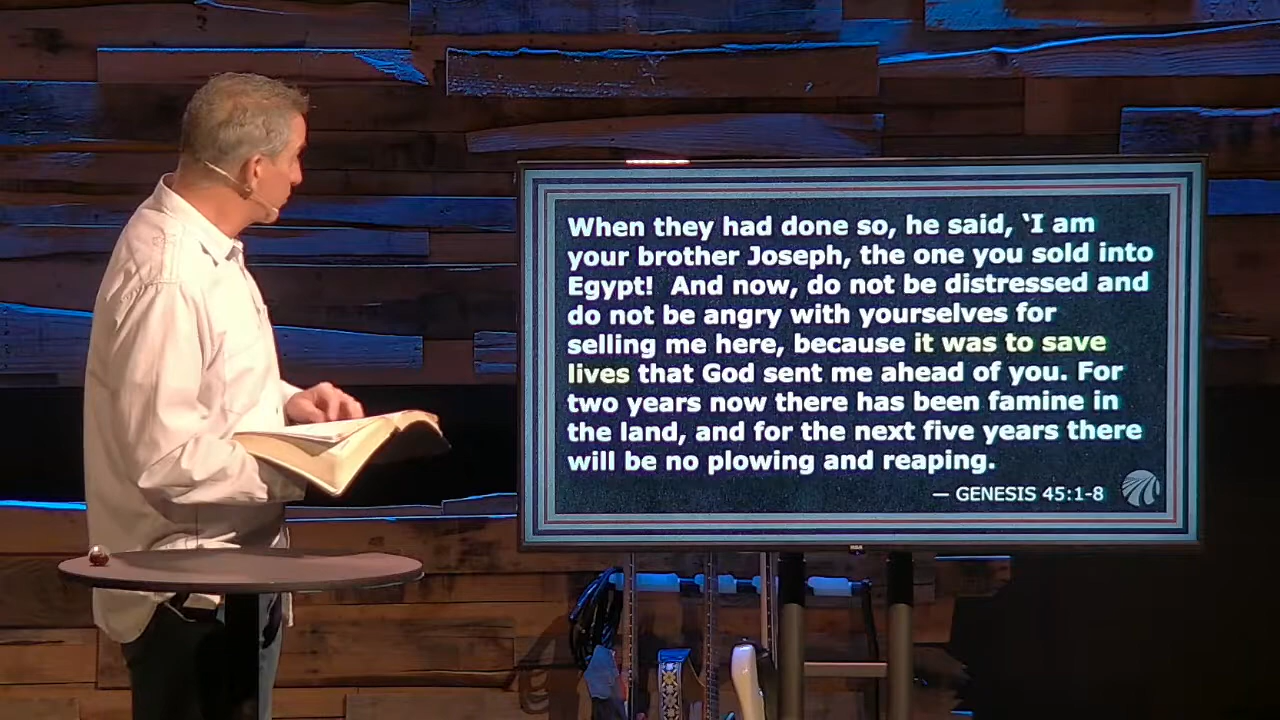 When they had done so, he said, ‘I am
your brother Joseph, the one you sold into
Egypt!  And now, do not be distressed and
do not be angry with yourselves for
selling me here, because it was to save
lives that God sent me ahead of you. For
two years now there has been famine in
the land, and for the next five years there
will be no plowing and reaping.
— GENESIS 45:1-8
RCA